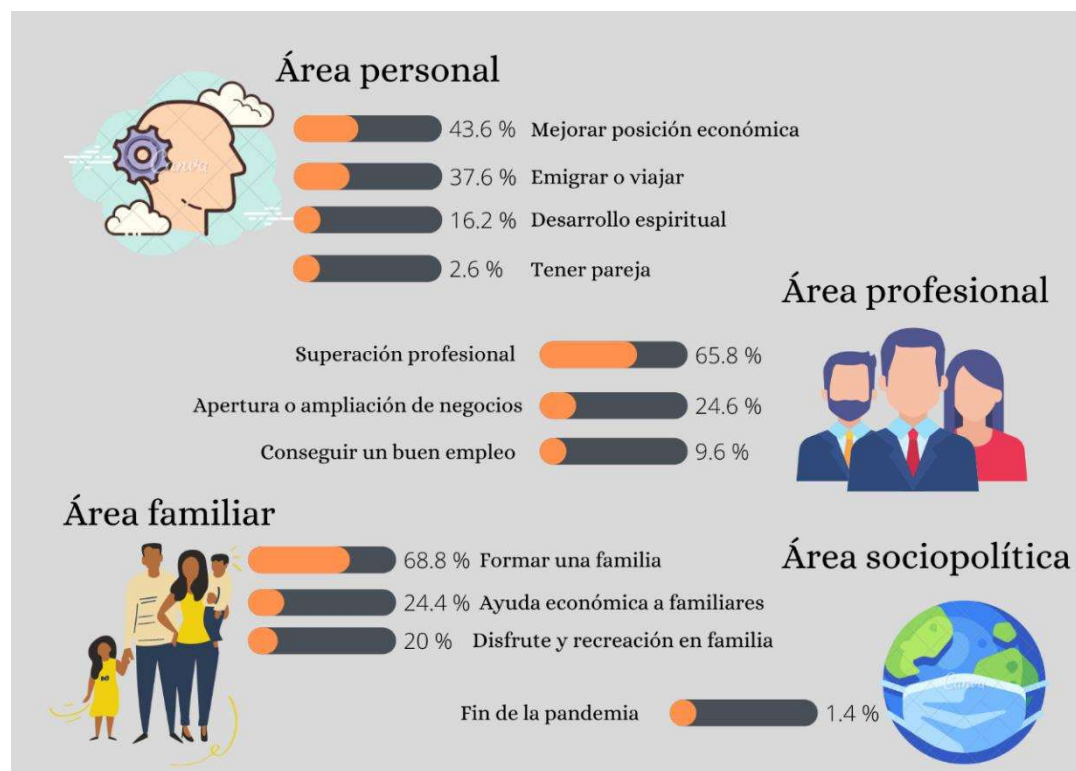 Área personal
43.6 % Mejorar posición económica
37.6 % Emigrar o viajar
16.2 % Desarrollo espiritual
2.6 % Tener pareja
Canva
Área profesional
Superación profesional 65.8 %
Apertura o ampliación de negocios 24.6 %
Conseguir un buen empleo 9.6 %
Área familiar
68.8 % Formar una familia
24.4 % Ayuda económica a familiares
20 % Disfrute y recreación en familia
Área sociopolítica
Canva
Fin de la pandemia 1.4 %